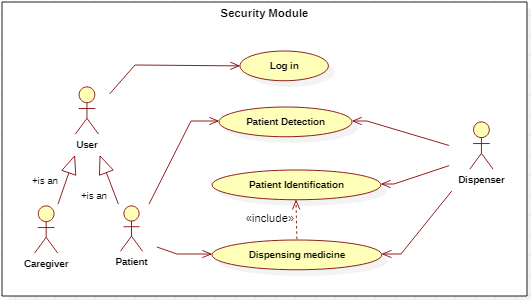 Security Module
Log in
Patient Detection
User
Dispenser
Patient Identification
+is an
+is an
«include»
Caregiver
Patient
Dispensing medicine